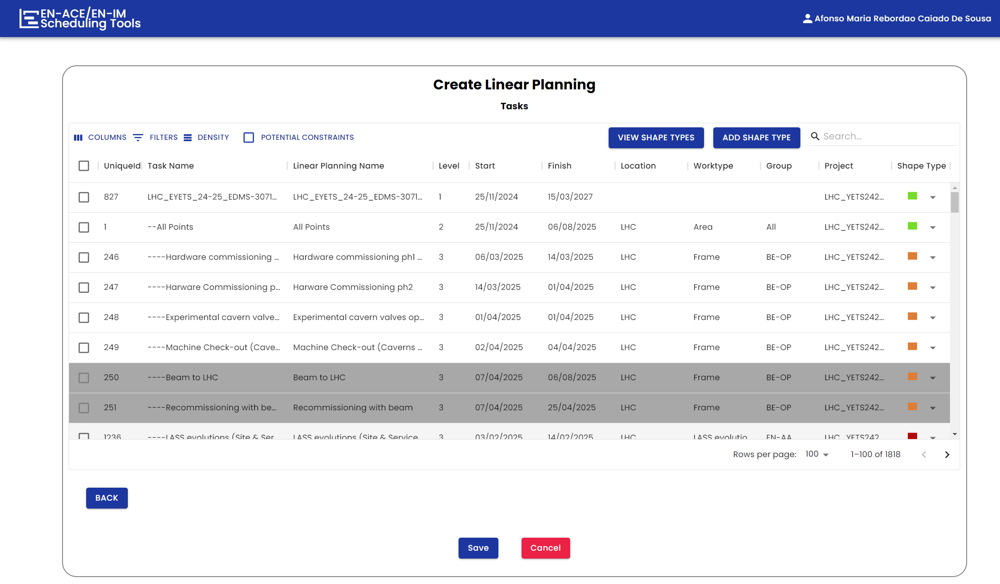 EN-ACE/EN-IM
Scheduling Tools
Afonso Maria Rebordao Caiado De Sousa
Create Linear Planning
Tasks
COLUMNS FILTERS DENSITY POTENTIAL CONSTRAINTS VIEW SHAPE TYPES ADD SHAPE TYPE Search...
UniqueId Task Name Linear Planning Name Level Start Finish Location Worktype Group Project Shape Type
827 LHC_EYETS_24-25_EDMS-3071... LHC_EYETS_24-25_EDMS-3071... 1 25/11/2024 15/03/2027 LHC_YETS242...
1 --All Points All Points 2 25/11/2024 06/08/2025 LHC Area All LHC_YETS242...
246 ----Hardware commissioning ... Hardware commissioning ph1 ... 3 06/03/2025 14/03/2025 LHC Frame BE-OP LHC_YETS242...
247 ----Harware Commissioning p... Harware Commissioning ph2 3 14/03/2025 01/04/2025 LHC Frame BE-OP LHC_YETS242...
248 ----Experimental cavern valve... Experimental cavern valves op... 3 01/04/2025 01/04/2025 LHC Frame BE-OP LHC_YETS242...
249 ----Machine Check-out (Cave... Machine Check-out (Caverns ... 3 02/04/2025 04/04/2025 LHC Frame BE-OP LHC_YETS242...
250 ----Beam to LHC Beam to LHC 3 07/04/2025 06/08/2025 LHC Frame BE-OP LHC_YETS242...
251 ----Recommissioning with be... Recommissioning with beam 3 07/04/2025 25/04/2025 LHC Frame BE-OP LHC_YETS242...
1236 ----LASS evolutions (Site & Ser LASS evolutions (Site & Service 3 03/02/2025 14/02/2025 LHC LASS evolutio EN-AA LHC_YETS242
Rows per page: 100 1–100 of 1818
BACK
Save Cancel